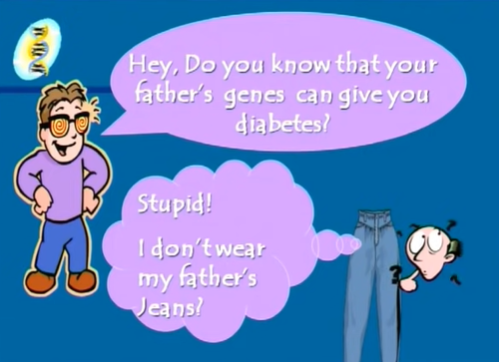 Hey, Do you know that your
father's genes can give you
diabetes?
Stupid!
I don't wear
my father's
Jeans?
?